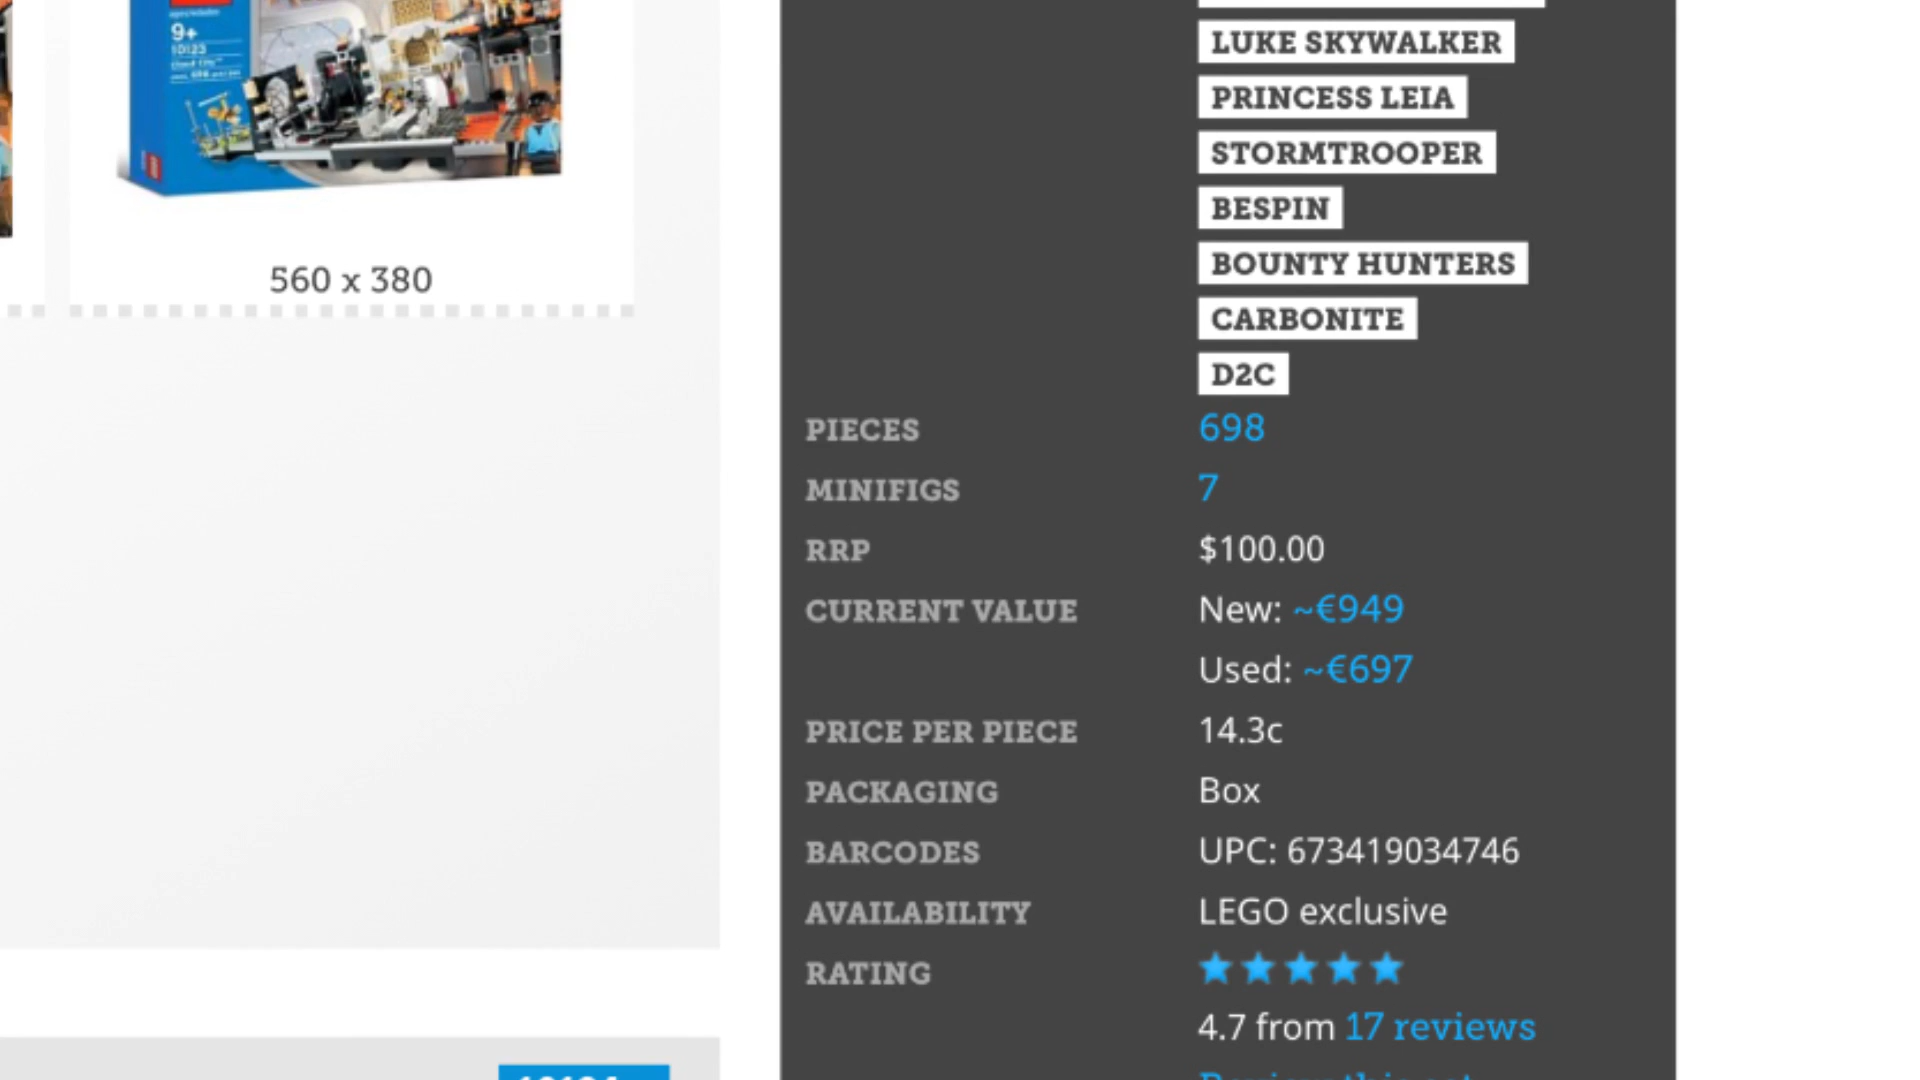 9+
10123
Cloud City
560 x 380
LUKE SKYWALKER
PRINCESS LEIA
STORMTROOPER
BESPIN
BOUNTY HUNTERS
CARBONITE
D2C
PIECES 698
MINIFIGS 7
RRP $100.00
CURRENT VALUE New: ~€949
Used: ~€697
PRICE PER PIECE 14.3c
PACKAGING Box
BARCODES UPC: 673419034746
AVAILABILITY LEGO exclusive
RATING
4.7 from 17 reviews